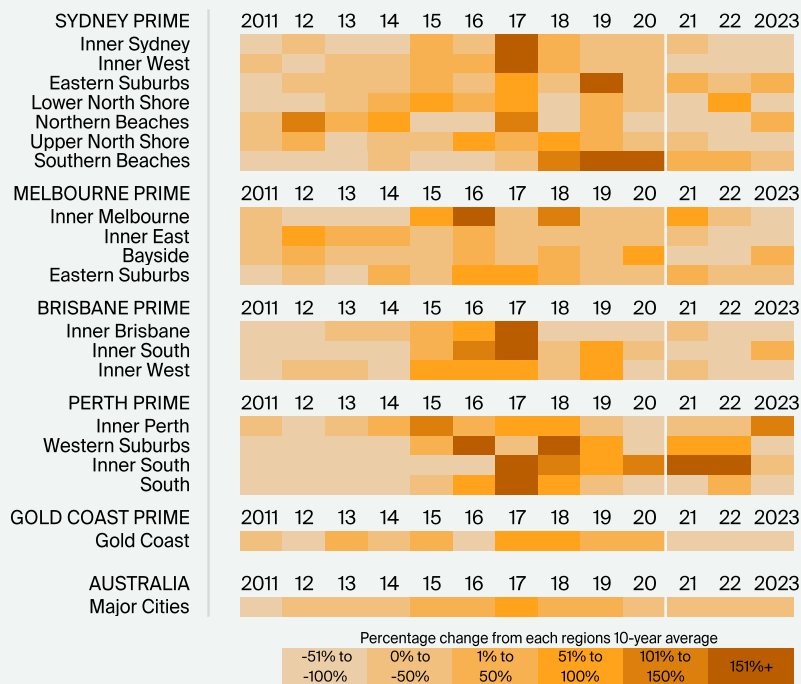 SYDNEY PRIME 2011 12 13 14 15 16 17 18 19 20 21 22 2023
Inner Sydney
Inner West
Eastern Suburbs
Lower North Shore
Northern Beaches
Upper North Shore
Southern Beaches
MELBOURNE PRIME 2011 12 13 14 15 16 17 18 19 20 21 22 2023
Inner Melbourne
Inner East
Bayside
Eastern Suburbs
BRISBANE PRIME 2011 12 13 14 15 16 17 18 19 20 21 22 2023
Inner Brisbane
Inner South
Inner West
PERTH PRIME 2011 12 13 14 15 16 17 18 19 20 21 22 2023
Inner Perth
Western Suburbs
Inner South
South
GOLD COAST PRIME 2011 12 13 14 15 16 17 18 19 20 21 22 2023
Gold Coast
AUSTRALIA 2011 12 13 14 15 16 17 18 19 20 21 22 2023
Major Cities
Percentage change from each regions 10-year average
-51% to 0% to 1% to 51% to 101% to 151%+
-100% -50% 50% 100% 150%